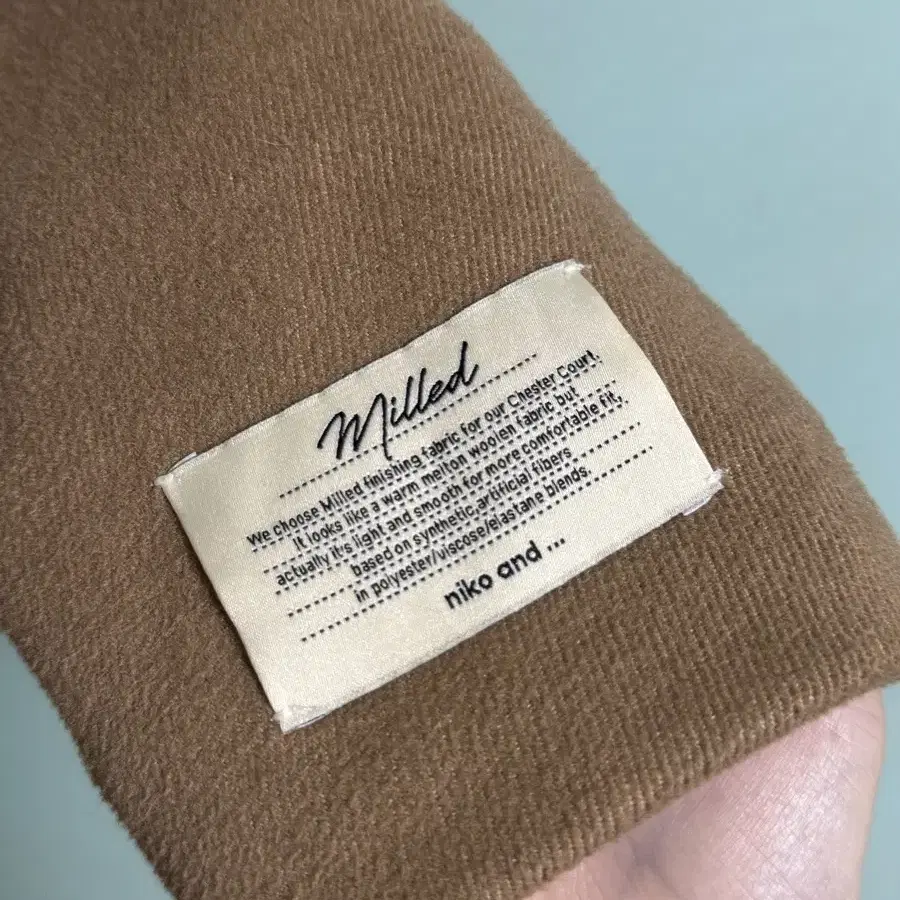 Milled
We choose Milled finishing fabric for our Chester Court.
It looks like a warm melton woolen fabric but
actually it's light and smooth for more comfortable fit,
based on synthetic,artificial fibers
in polyester/viscose/elastane blends.
niko and ...